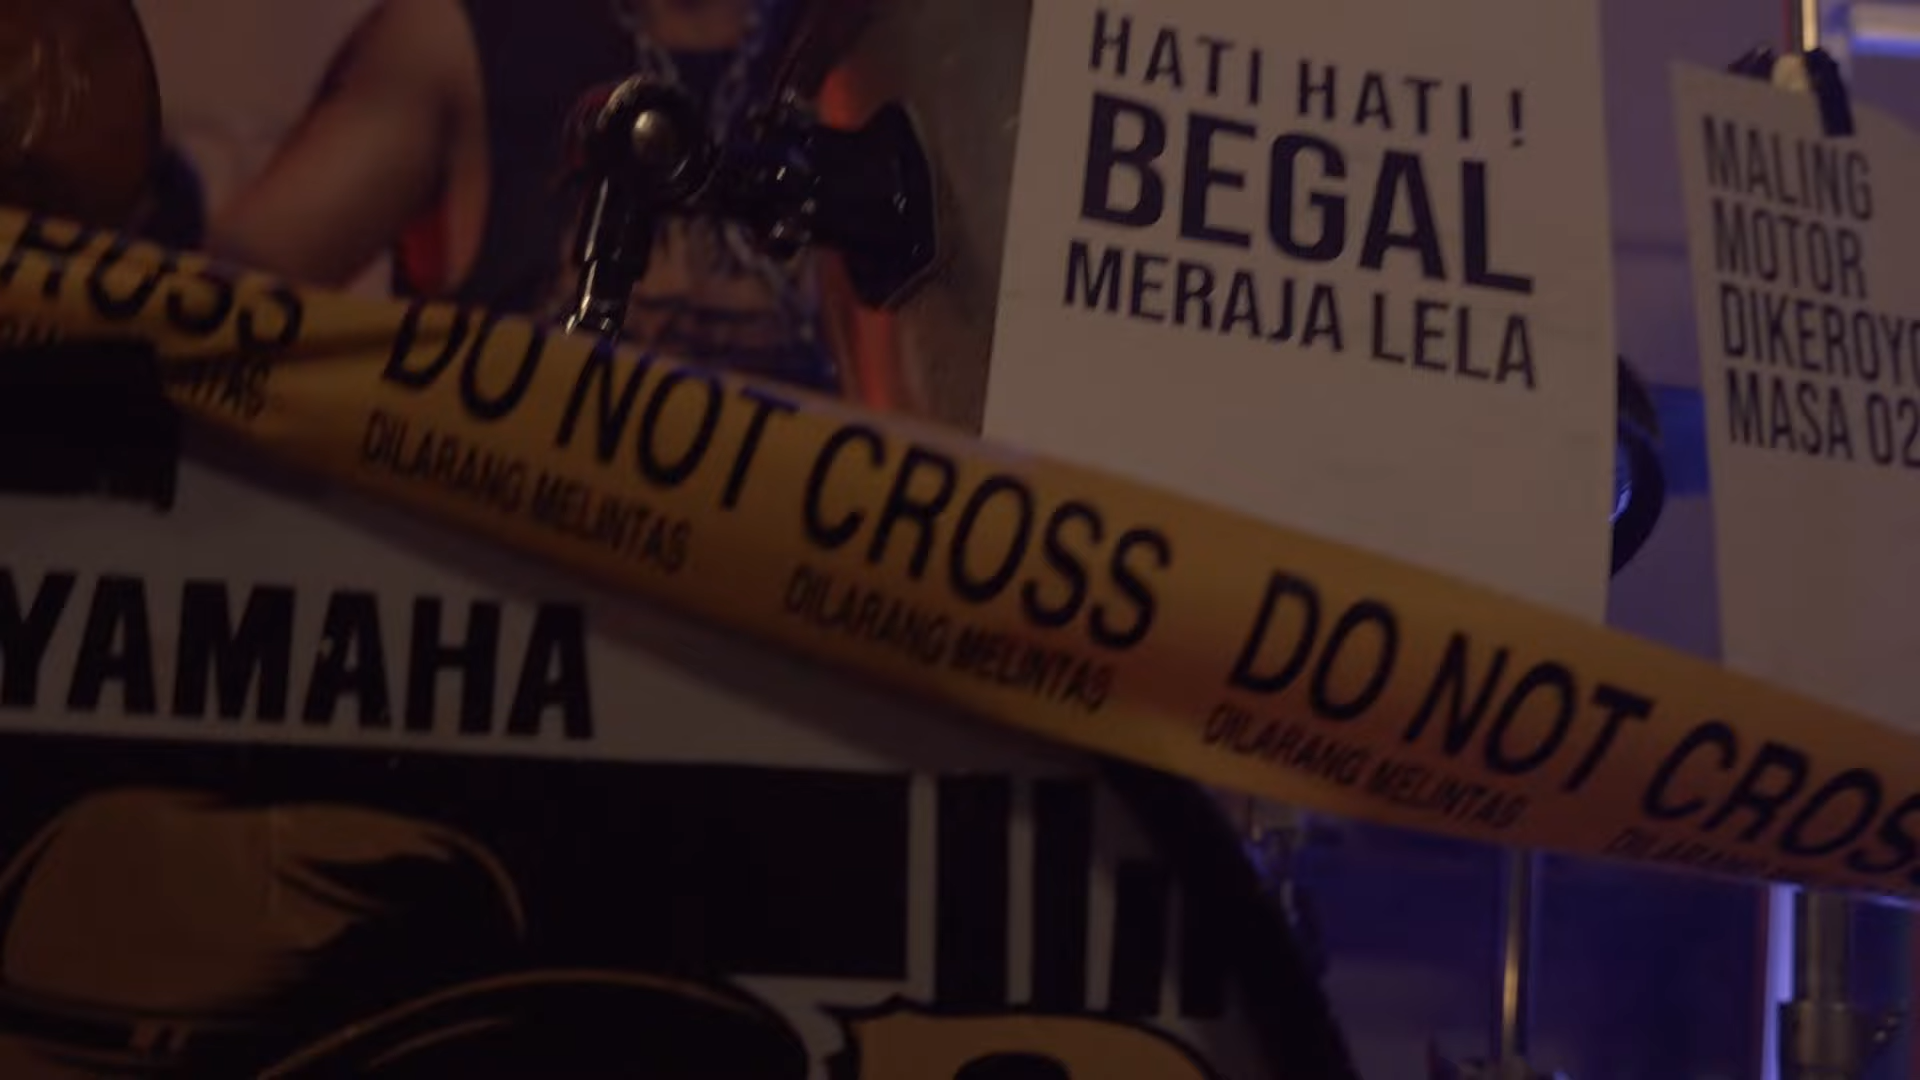 HATI HATI !
BEGAL
MERAJA LELA
MALING
MOTOR
DIKEROYO
MASA 02
ROSS DO NOT CROSS DO NOT CROSS
DILARANG MELINTAS DILARANG MELINTAS DILARANG MELINTAS
YAMAHA